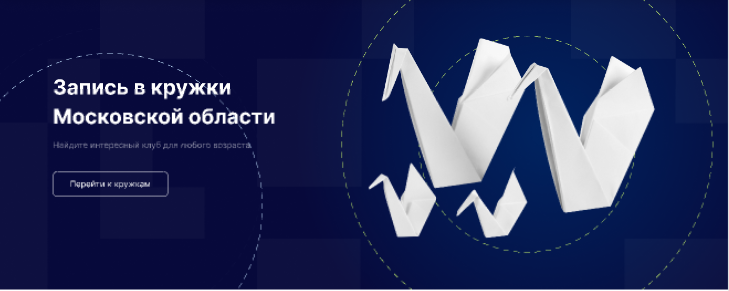 Запись в кружки
Московской области
Найдите интересный клуб для любого возраста
Перейти к кружкам